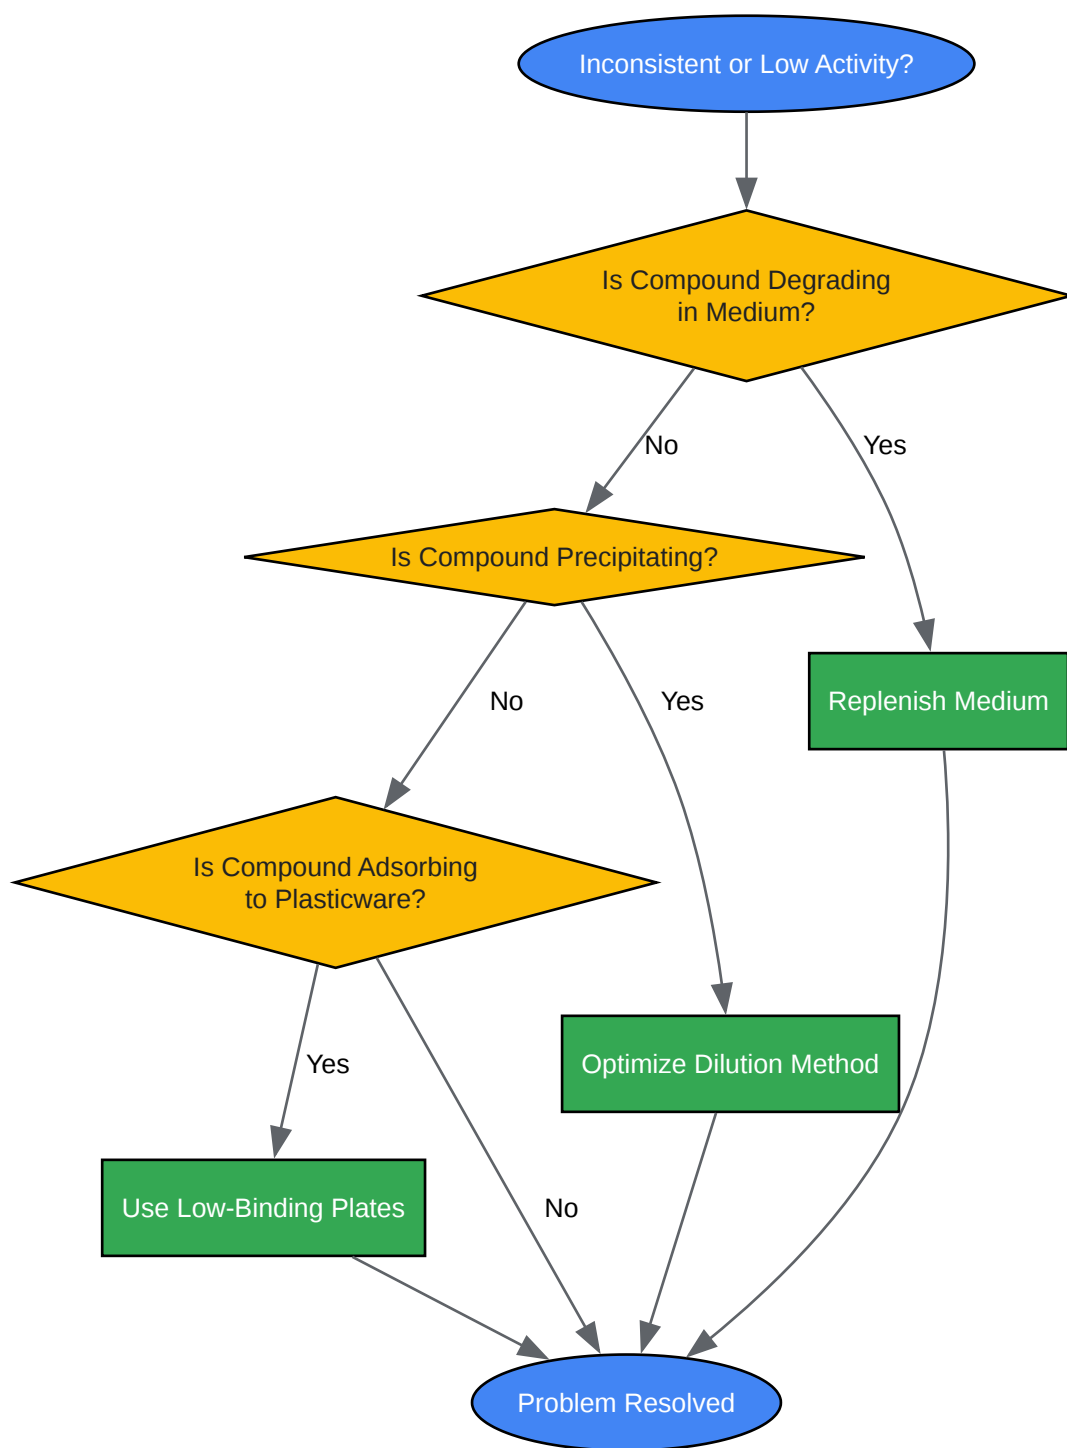 Inconsistent or Low Activity?
Is Compound Degrading
in Medium?
No
Yes
Is Compound Precipitating?
Replenish Medium
No
Yes
Is Compound Adsorbing
to Plasticware?
Optimize Dilution Method
Yes
Use Low-Binding Plates
No
Problem Resolved